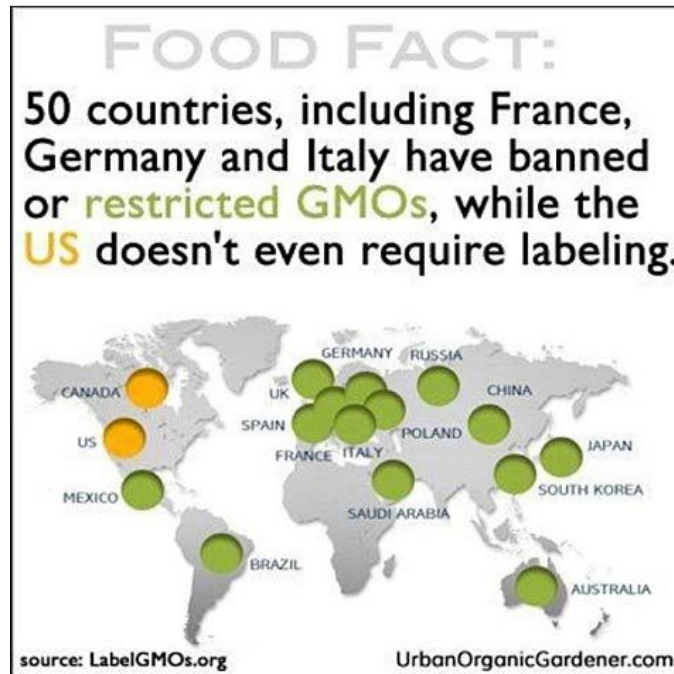 FOOD FACT:
50 countries, including France,
Germany and Italy have banned
or restricted GMOs, while the
US doesn't even require labeling.
GERMANY
RUSSIA
CANADA
UK
CHINA
US
SPAIN
POLAND
JAPAN
FRANCE
ITALY
MEXICO
SOUTH KOREA
SAUDI ARABIA
BRAZIL
AUSTRALIA
source: LabelGMOs.org
UrbanOrganicGardener.com